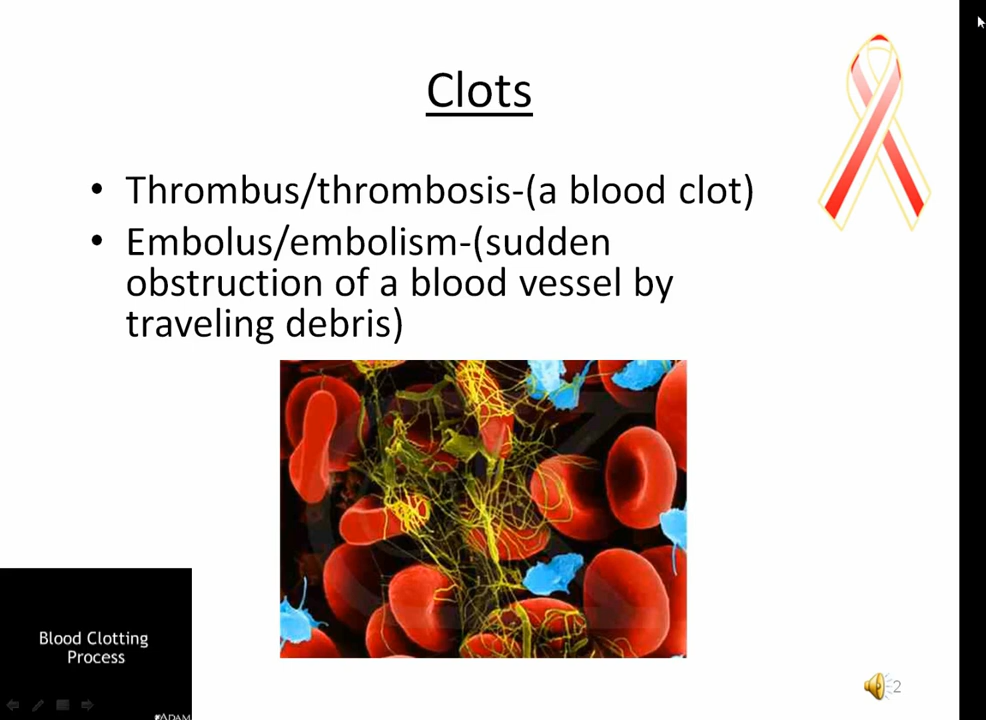 Clots
• Thrombus/thrombosis-(a blood clot)
• Embolus/embolism-(sudden
obstruction of a blood vessel by
traveling debris)
Blood Clotting
Process
ADAM
2